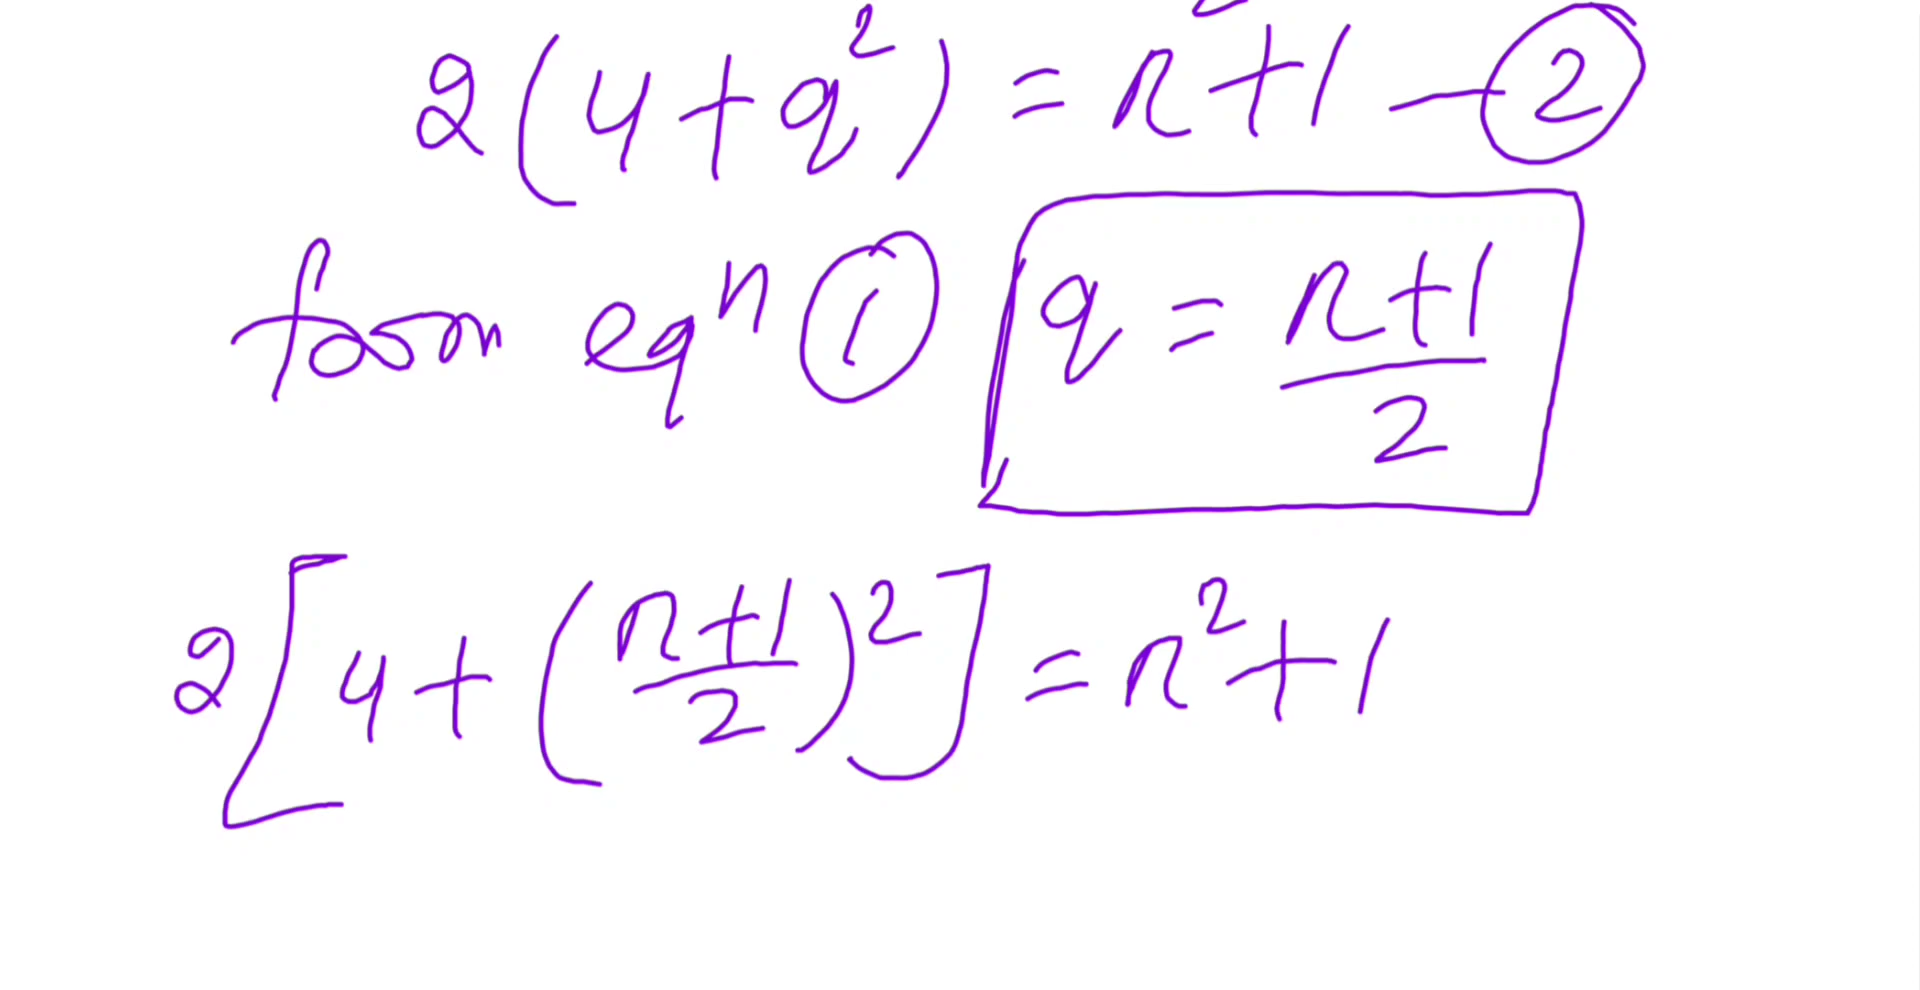 2(4+q²) = r²+1 — ②
from eqⁿ ① q = (r+1)/2
2[4+((r+1)/2)²] = r²+1